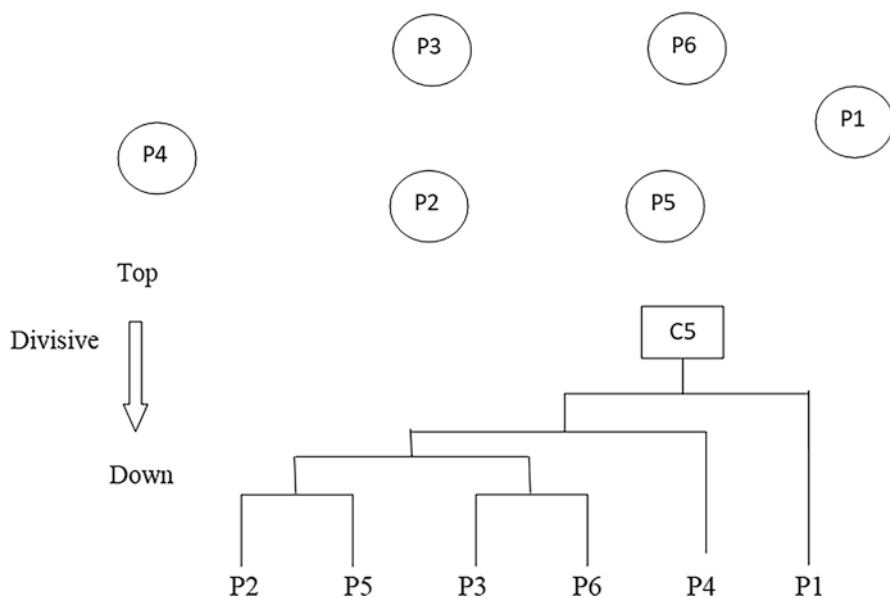 P3
P6
P1
P4
P2
P5
Top
Divisive
C5
Down
P2 P5 P3 P6 P4 P1